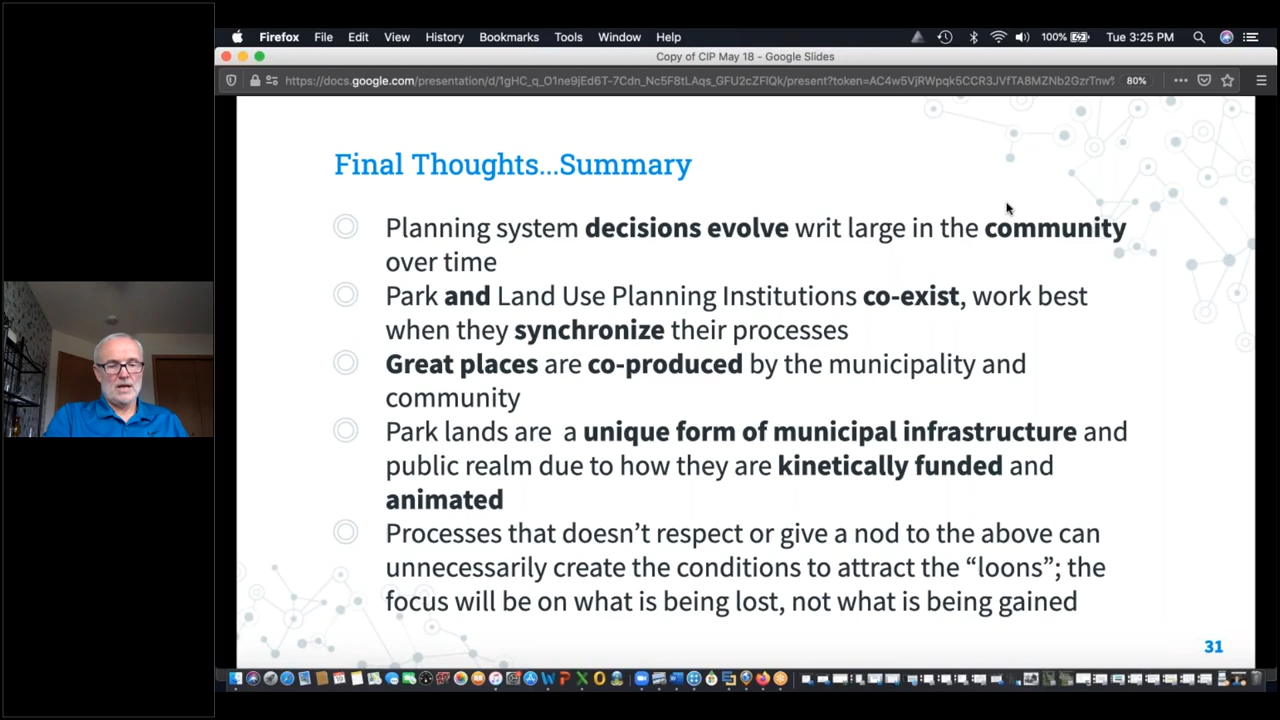 Firefox File Edit View History Bookmarks Tools Window Help 100% Tue 3:25 PM
Copy of CIP May 18 - Google Slides
80%
Final Thoughts...Summary
Planning system decisions evolve writ large in the community
over time
Park and Land Use Planning Institutions co-exist, work best
when they synchronize their processes
Great places are co-produced by the municipality and
community
Park lands are a unique form of municipal infrastructure and
public realm due to how they are kinetically funded and
animated
Processes that doesn’t respect or give a nod to the above can
unnecessarily create the conditions to attract the “loons”; the
focus will be on what is being lost, not what is being gained
31